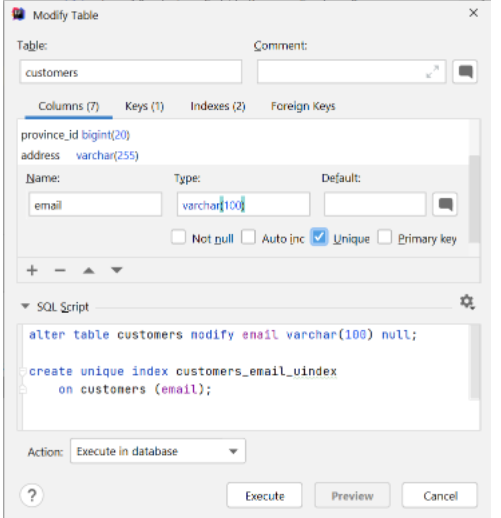 Modify Table
Table: Comment:
customers
Columns (7) Keys (1) Indexes (2) Foreign Keys
province_id bigint(20)
address varchar(255)
Name: Type: Default:
email varchar(100)
Not null Auto inc Unique Primary key
SQL Script
alter table customers modify email varchar(100) null;
create unique index customers_email_uindex
on customers (email);
Action: Execute in database
? Execute Preview Cancel